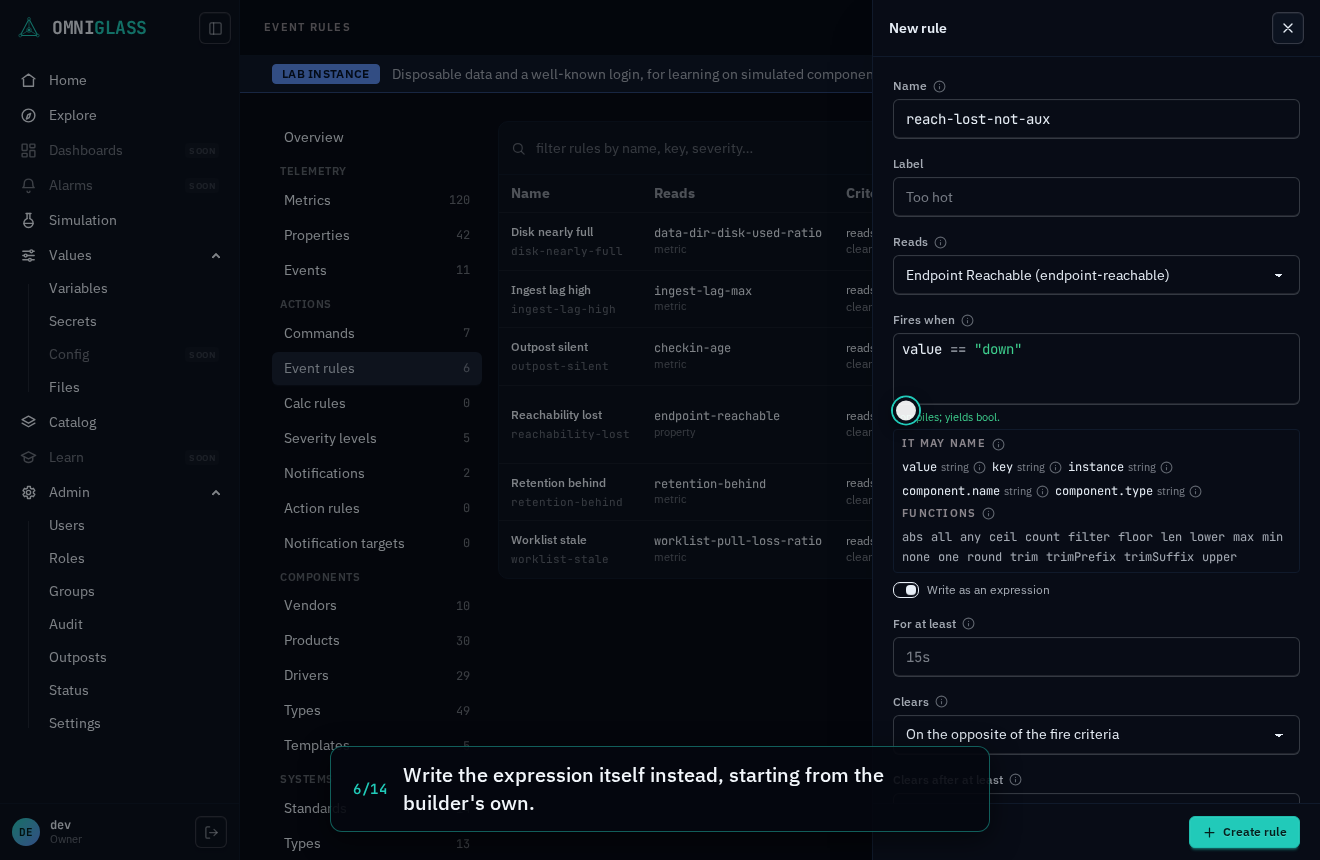 OMNIGLASS
Home
Explore
Dashboards SOON
Alarms SOON
Simulation
Values
Variables
Secrets
Config SOON
Files
Catalog
Learn SOON
Admin
Users
Roles
Groups
Audit
Outposts
Status
Settings
DE dev
Owner
EVENT RULES
LAB INSTANCE Disposable data and a well-known login, for learning on simulated componen
Overview
TELEMETRY
Metrics 120
Properties 42
Events 11
ACTIONS
Commands 7
Event rules 6
Calc rules 0
Severity levels 5
Notifications 2
Action rules 0
Notification targets 0
COMPONENTS
Vendors 10
Products 30
Drivers 29
Types 49
Templates 5
SYSTEMS
Standar
Types 13
filter rules by name, key, severity...
Name Reads Crite
Disk nearly full data-dir-disk-used-ratio reads
disk-nearly-full metric clear
Ingest lag high ingest-lag-max reads
ingest-lag-high metric clear
Outpost silent checkin-age reads
outpost-silent metric clear
Reachability lost endpoint-reachable reads
reachability-lost property clear
Retention behind retention-behind reads
retention-behind metric clear
Worklist stale worklist-pull-loss-ratio reads
worklist-stale metric clear
New rule
Name
reach-lost-not-aux
Label
Too hot
Reads
Endpoint Reachable (endpoint-reachable)
Fires when
value == "down"
piles; yields bool.
IT MAY NAME
value string key string instance string
component.name string component.type string
FUNCTIONS
abs all any ceil count filter floor len lower max min
none one round trim trimPrefix trimSuffix upper
Write as an expression
For at least
15s
Clears
On the opposite of the fire criteria
Clears after at least
Create rule
6/14 Write the expression itself instead, starting from the
builder's own.